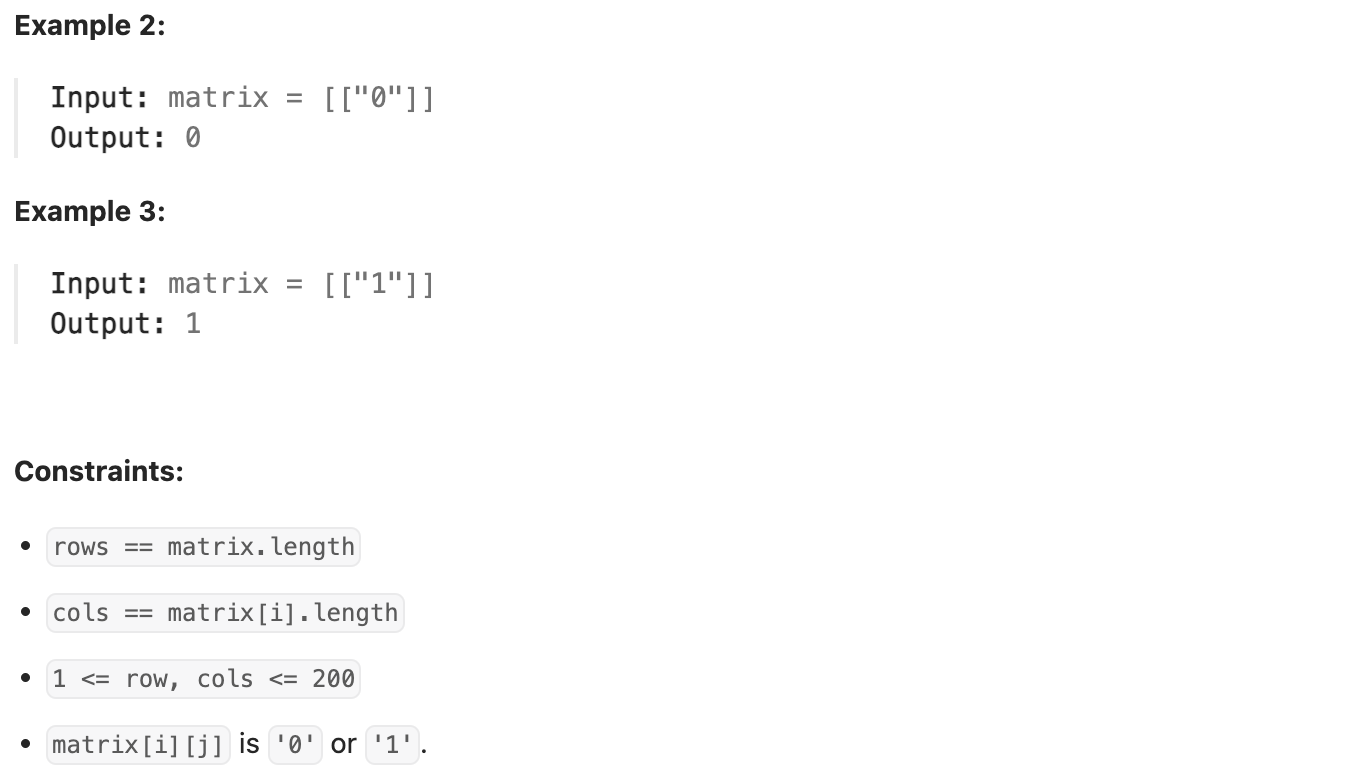 Example 2:
Input: matrix = [["0"]]
Output: 0
Example 3:
Input: matrix = [["1"]]
Output: 1
Constraints:
• rows == matrix.length
• cols == matrix[i].length
• 1 <= row, cols <= 200
• matrix[i][j] is '0' or '1'.